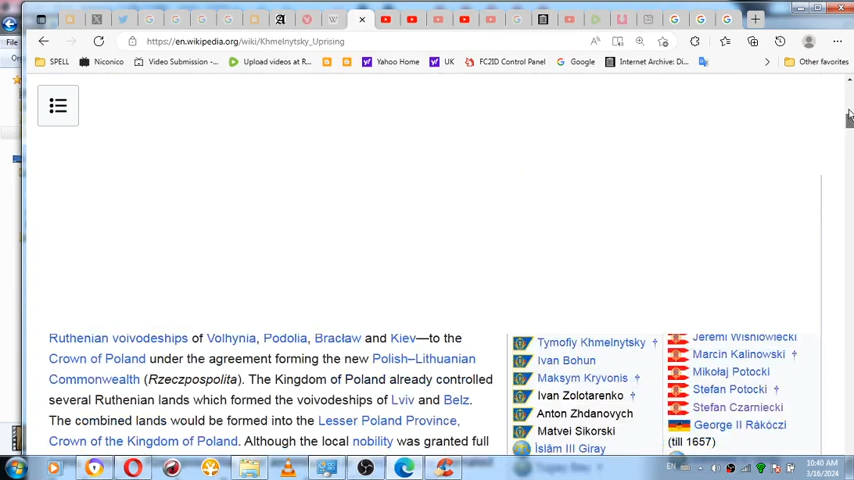 File
https://en.wikipedia.org/wiki/Khmelnytsky_Uprising
SPELL
Niconico
Video Submission -...
Upload videos at R...
Yahoo Home
UK
FC2ID Control Panel
Google
Internet Archive: Di...
Other favorites
Ruthenian voivodeships of Volhynia, Podolia, Bracław and Kiev—to the
Crown of Poland under the agreement forming the new Polish–Lithuanian
Commonwealth (Rzeczpospolita). The Kingdom of Poland already controlled
several Ruthenian lands which formed the voivodeships of Lviv and Belz.
The combined lands would be formed into the Lesser Poland Province,
Crown of the Kingdom of Poland. Although the local nobility was granted full
Tymofiy Khmelnytsky †
Ivan Bohun
Maksym Kryvonis †
Ivan Zolotarenko †
Anton Zhdanovych
Matvei Sikorski
İslâm III Giray
Jeremi Wiśniowiecki
Marcin Kalinowski †
Mikołaj Potocki
Stefan Potocki †
Stefan Czarniecki
George II Rákóczi
(till 1657)
EN
10:40 AM
3/16/2024